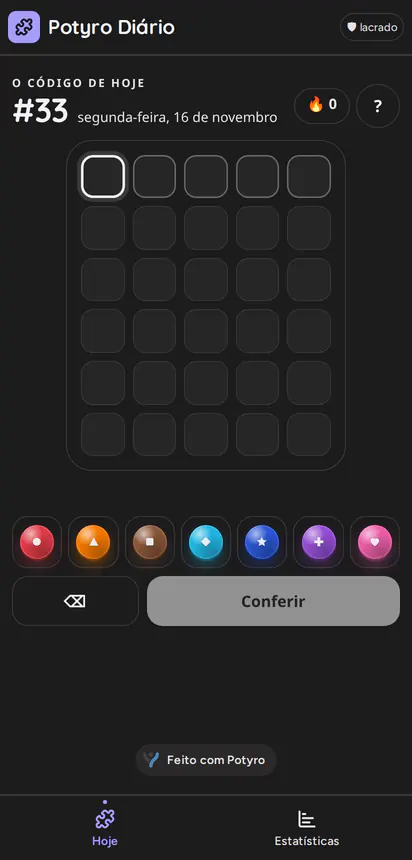 Potyro Diário
lacrado
O CÓDIGO DE HOJE
#33 segunda-feira, 16 de novembro
0
?
Conferir
Feito com Potyro
Hoje
Estatísticas